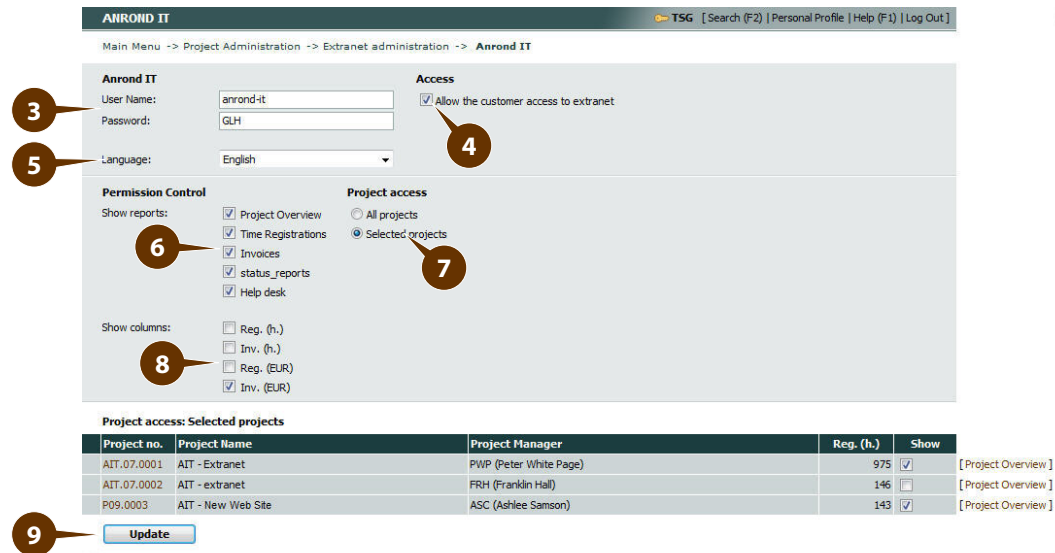 ANROND IT TSG [ Search (F2) | Personal Profile | Help (F1) | Log Out ]
Main Menu -> Project Administration -> Extranet administration -> Anrond IT
Anrond IT Access
3 User Name: anrond-it Allow the customer access to extranet
Password: GLH
4
5 Language: English
Permission Control Project access
Show reports: Project Overview All projects
Time Registrations Selected projects
6 Invoices
7
status_reports
Help desk
Show columns: Reg. (h.)
Inv. (h.)
8 Reg. (EUR)
Inv. (EUR)
Project access: Selected projects
Project no. Project Name Project Manager Reg. (h.) Show
AIT.07.0001 AIT - Extranet PWP (Peter White Page) 975 [ Project Overview ]
AIT.07.0002 AIT - extranet FRH (Franklin Hall) 146 [ Project Overview ]
P09.0003 AIT - New Web Site ASC (Ashlee Samson) 143 [ Project Overview ]
9 Update